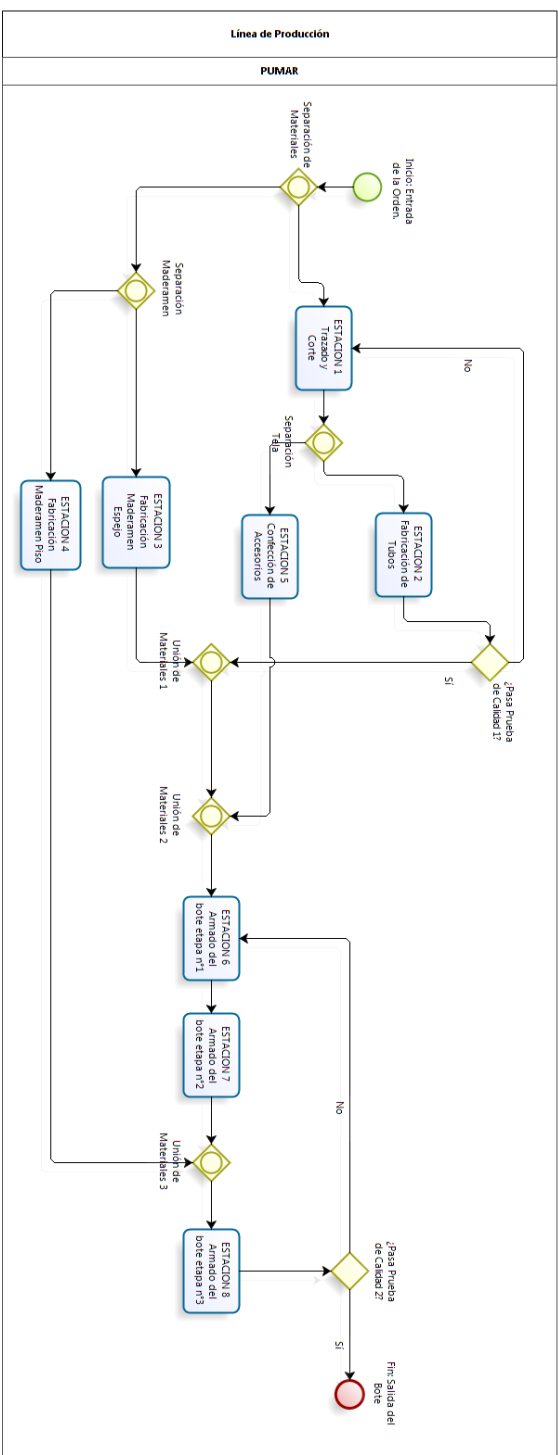 Línea de Producción
PUMAR
Inicio: Entrada
de la Orden.
Separación de
Materiales
Separación
Maderamen
ESTACION 1
Trazado y
Corte
No
Separación
Tela
ESTACION 2
Fabricación de
Tubos
ESTACION 5
Confección de
Accesorios
ESTACION 3
Fabricación
Maderamen
Espejo
ESTACION 4
Fabricación
Maderamen Piso
¿Pasa Prueba
de Calidad 1?
Sí
Unión de
Materiales 1
Unión de
Materiales 2
ESTACION 6
Armado del
bote etapa n°1
ESTACION 7
Armado del
bote etapa n°2
No
Unión de
Materiales 3
ESTACION 8
Armado del
bote etapa n°3
¿Pasa Prueba
de Calidad 2?
Sí
Fin: Salida del
Bote